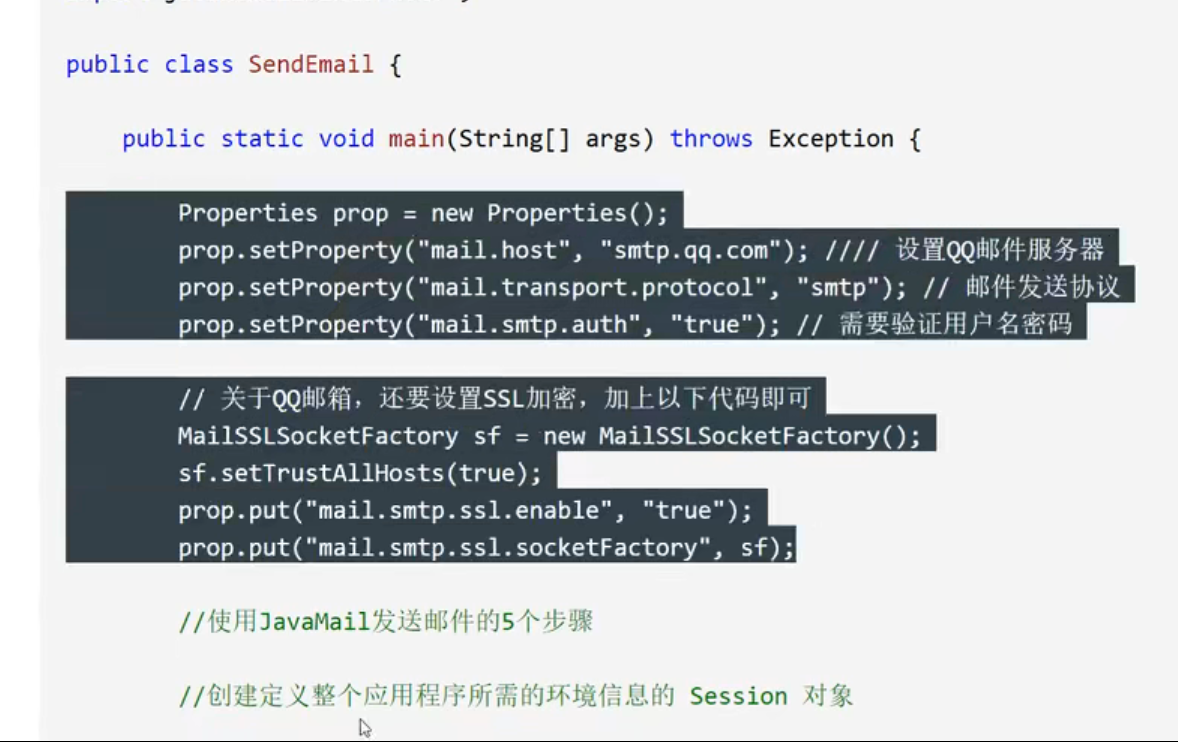 public class SendEmail {
public static void main(String[] args) throws Exception {
Properties prop = new Properties();
prop.setProperty("mail.host", "smtp.qq.com"); //// 设置QQ邮件服务器
prop.setProperty("mail.transport.protocol", "smtp"); // 邮件发送协议
prop.setProperty("mail.smtp.auth", "true"); // 需要验证用户名密码
// 关于QQ邮箱，还要设置SSL加密，加上以下代码即可
MailSSLSocketFactory sf = new MailSSLSocketFactory();
sf.setTrustAllHosts(true);
prop.put("mail.smtp.ssl.enable", "true");
prop.put("mail.smtp.ssl.socketFactory", sf);
//使用JavaMail发送邮件的5个步骤
//创建定义整个应用程序所需的环境信息的 Session 对象